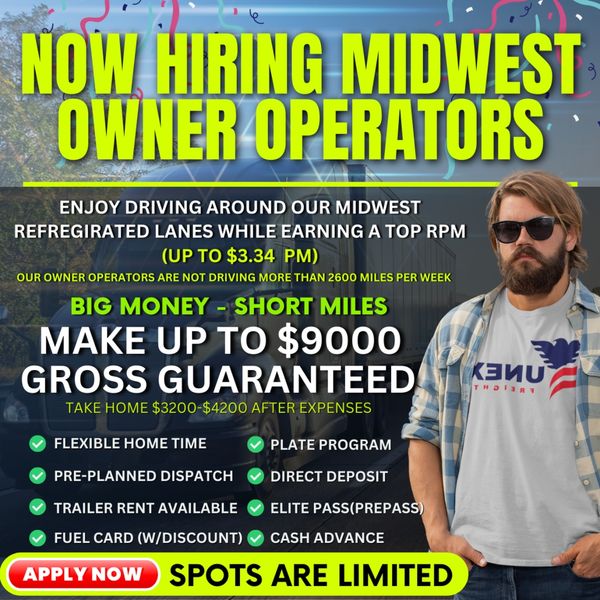 NOW HIRING MIDWEST
OWNER OPERATORS
ENJOY DRIVING AROUND OUR MIDWEST
REFREGIRATED LANES WHILE EARNING A TOP RPM
(UP TO $3.34 PM)
OUR OWNER OPERATORS ARE NOT DRIVING MORE THAN 2600 MILES PER WEEK
BIG MONEY - SHORT MILES
MAKE UP TO $9000
GROSS GUARANTEED
TAKE HOME $3200-$4200 AFTER EXPENSES
FLEXIBLE HOME TIME
PLATE PROGRAM
PRE-PLANNED DISPATCH
DIRECT DEPOSIT
TRAILER RENT AVAILABLE
ELITE PASS(PREPASS)
FUEL CARD (W/DISCOUNT)
CASH ADVANCE
UNEX
FREIGHT
APPLY NOW
SPOTS ARE LIMITED